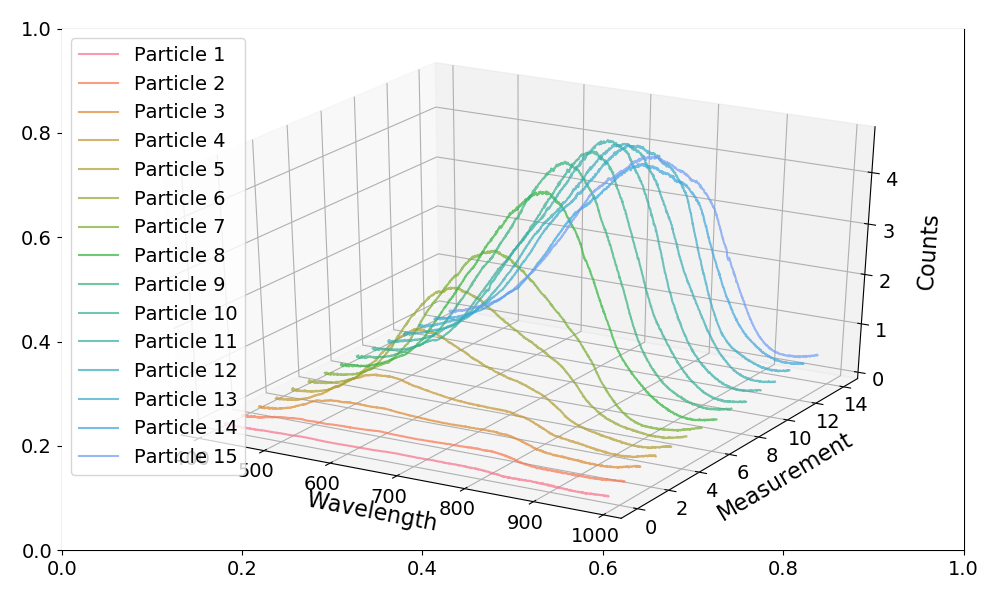 1.0
0.8
0.6
0.4
0.2
0.0
0.0
0.2
0.4
0.6
0.8
1.0
Particle 1
Particle 2
Particle 3
Particle 4
Particle 5
Particle 6
Particle 7
Particle 8
Particle 9
Particle 10
Particle 11
Particle 12
Particle 13
Particle 14
Particle 15
500
600
700
800
900
1000
Wavelength
0
2
4
6
8
10
12
14
Measurement
0
1
2
3
4
Counts